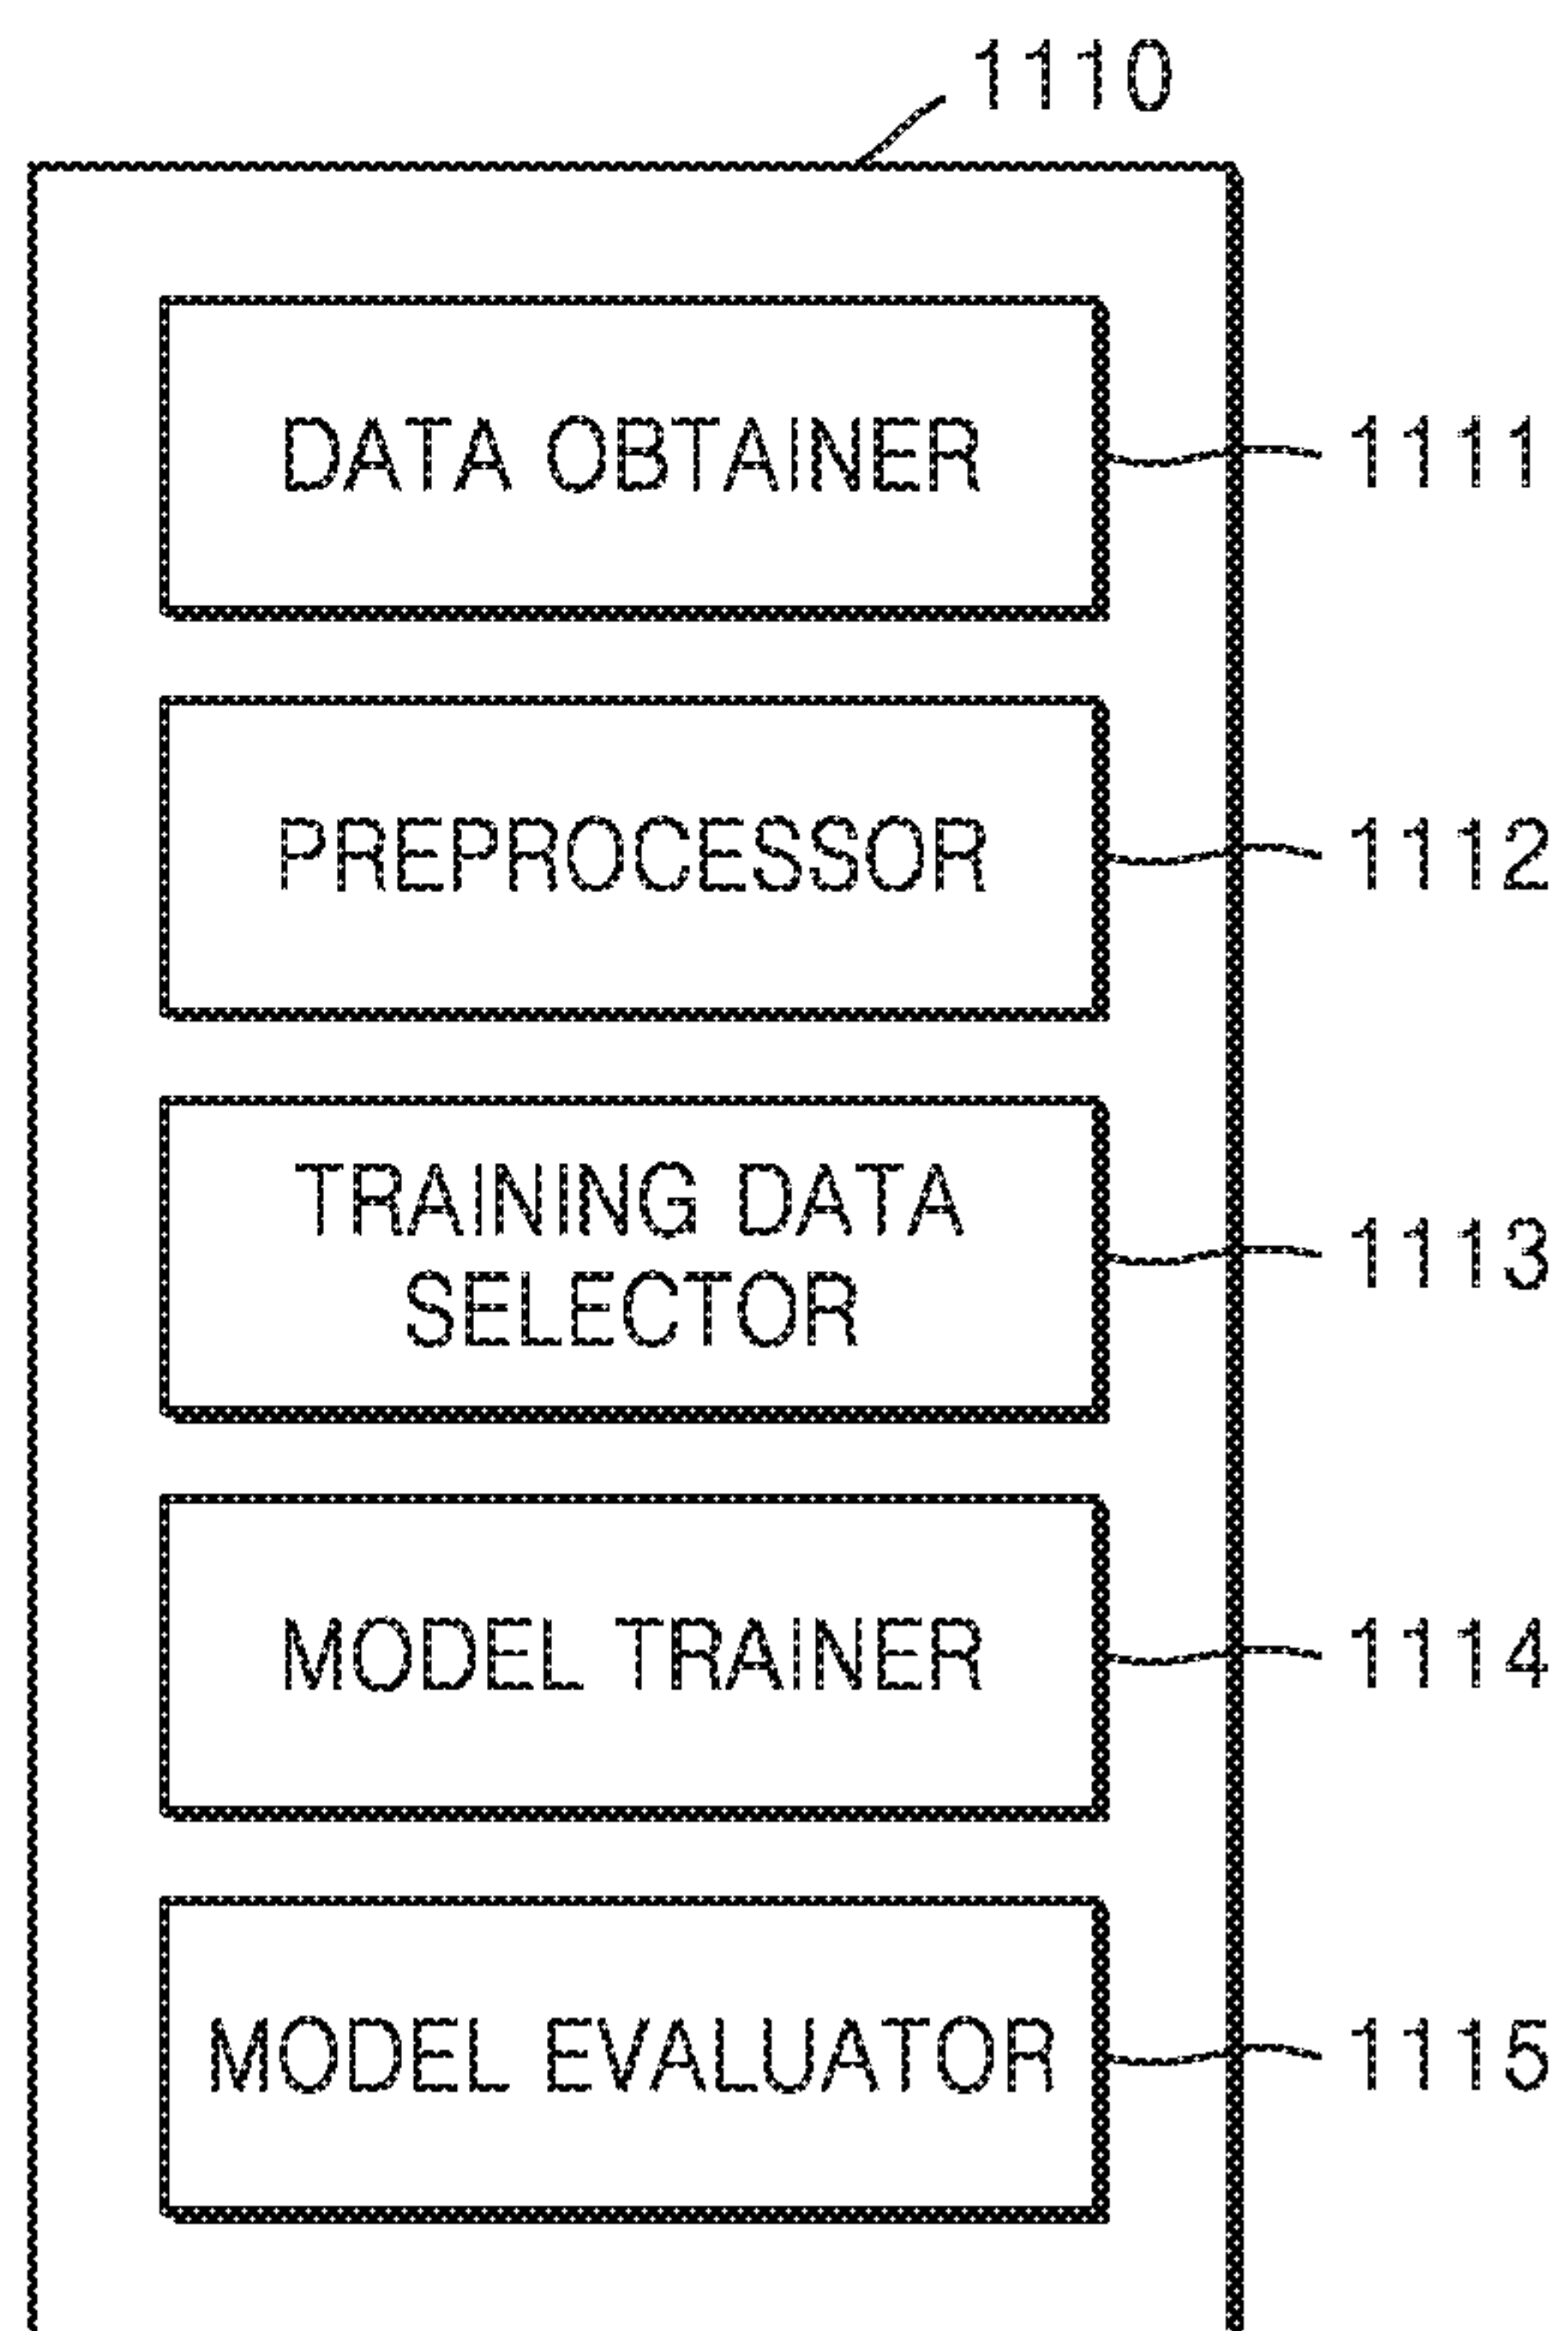 1110
DATA OBTAINER
1111
PREPROCESSOR
1112
TRAINING DATA
SELECTOR
1113
MODEL TRAINER
1114
MODEL EVALUATOR
1115